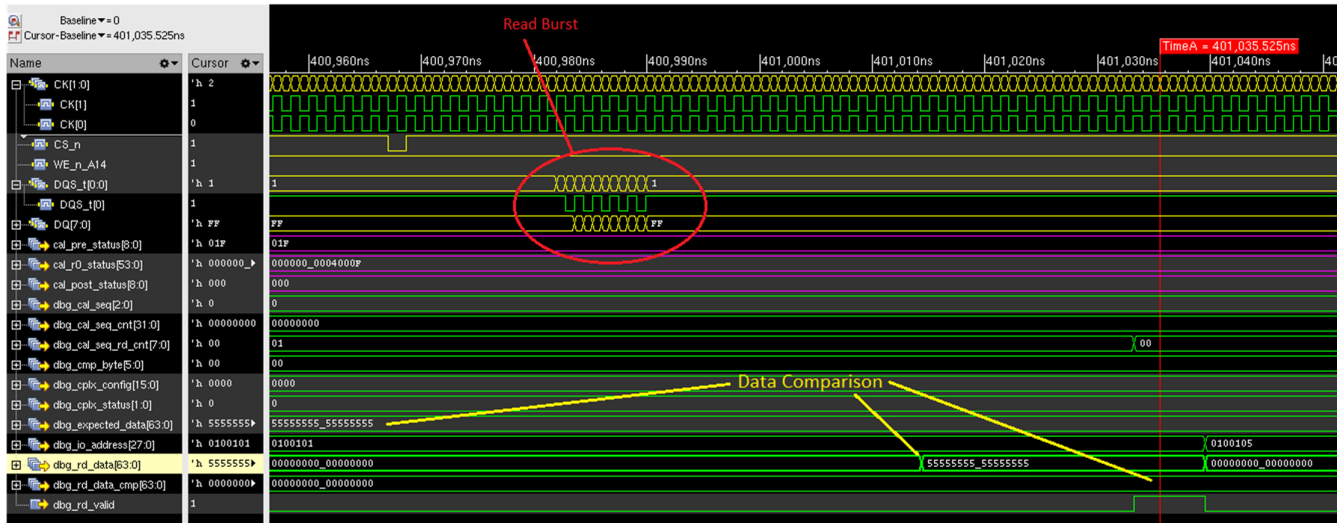 Baseline▼=0
Cursor-Baseline▼=401,035.525ns
Read Burst
TimeA = 401,035.525ns
Name Cursor
400,960ns 400,970ns 400,980ns 400,990ns 401,000ns 401,010ns 401,020ns 401,030ns 401,040ns
CK[1:0] 'h 2
CK[1] 1
CK[0] 0
CS_n 1
WE_n_A14 1
DQS_t[0:0] 'h 1 1 1
DQS_t[0] 1
DQ[7:0] 'h FF FF FF
cal_pre_status[8:0] 'h 01F 01F
cal_r0_status[53:0] 'h 000000_ 000000_0004000F
cal_post_status[8:0] 'h 000 000
dbg_cal_seq[2:0] 'h 0 0
dbg_cal_seq_cnt[31:0] 'h 00000000 00000000
dbg_cal_seq_rd_cnt[7:0] 'h 00 01 00
dbg_cmp_byte[5:0] 'h 00 00
dbg_cplx_config[15:0] 'h 0000 0000
Data Comparison
dbg_cplx_status[1:0] 'h 0 0
dbg_expected_data[63:0] 'h 5555555 55555555_55555555
dbg_io_address[27:0] 'h 0100101 0100101 0100105
dbg_rd_data[63:0] 'h 5555555 00000000_00000000 55555555_55555555 00000000_00000000
dbg_rd_data_cmp[63:0] 'h 0000000 00000000_00000000
dbg_rd_valid 1